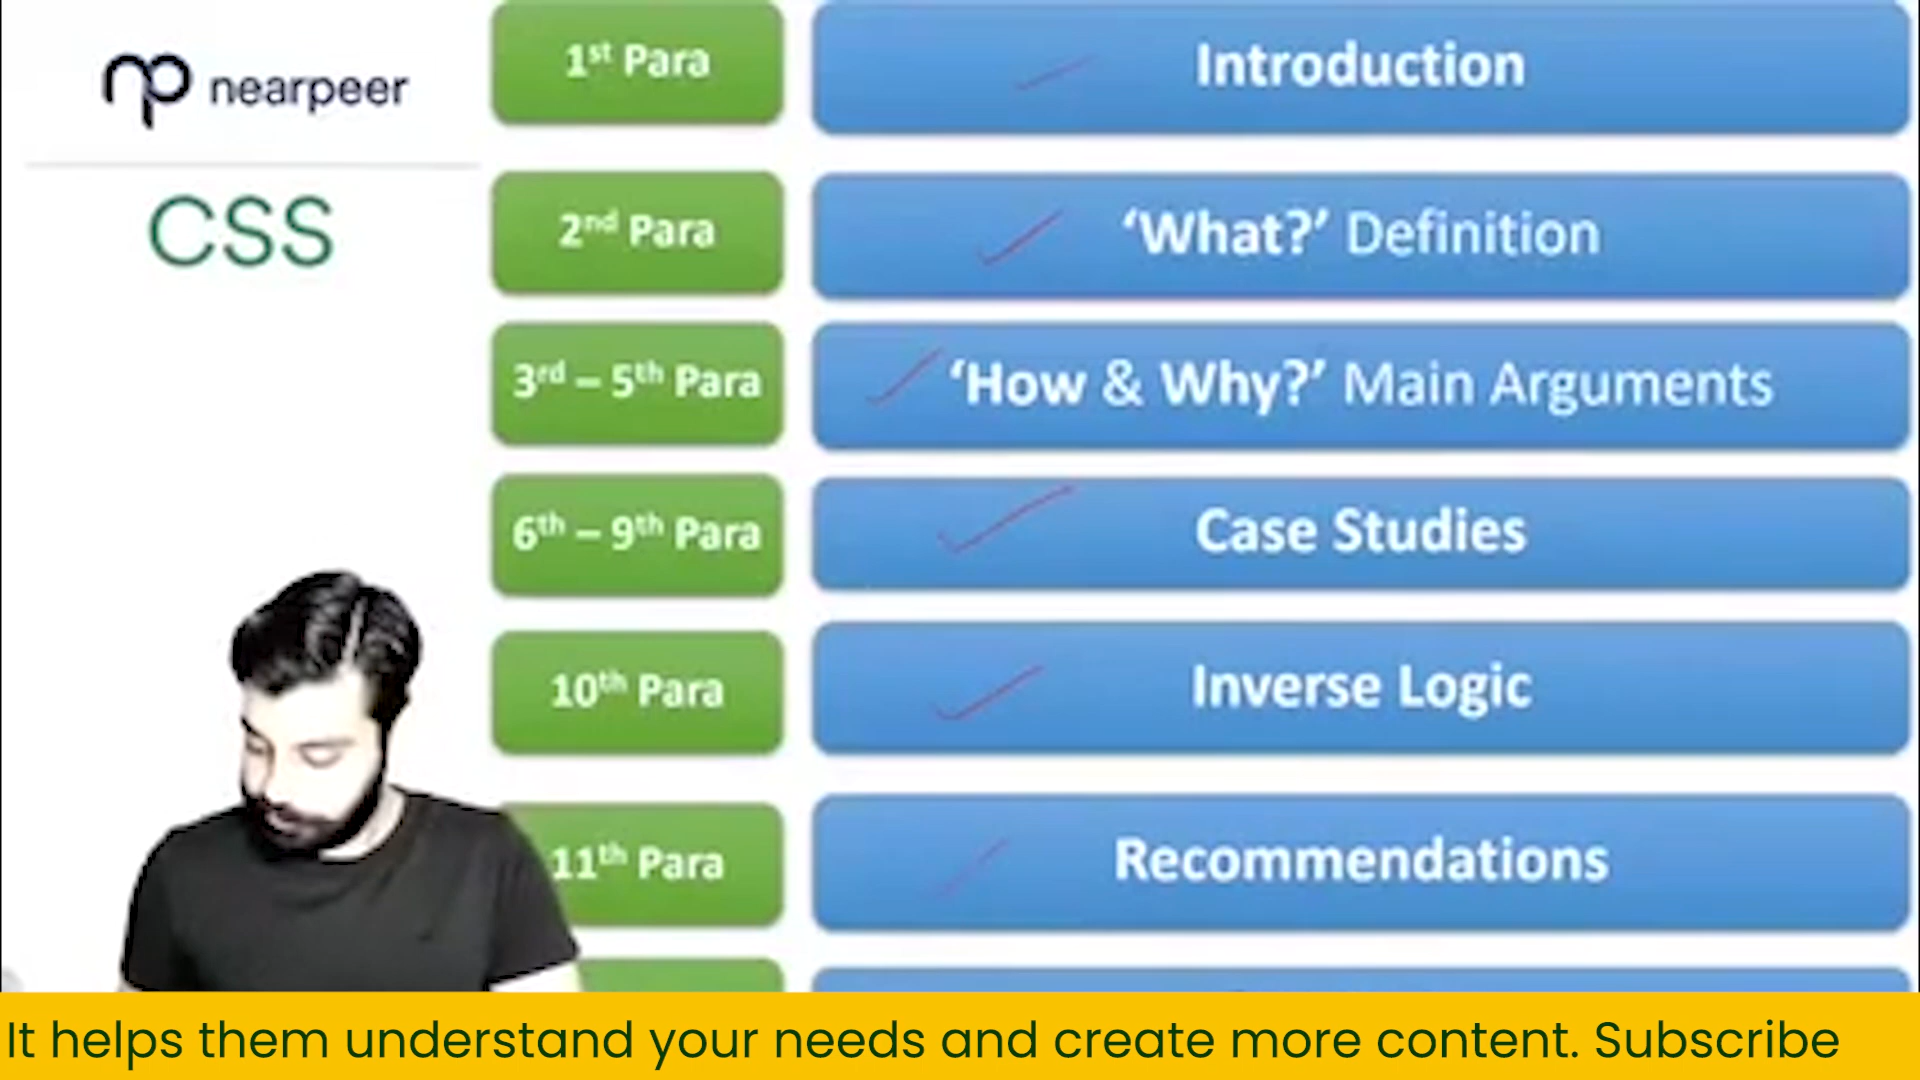 nearpeer
CSS
1st Para
Introduction
2nd Para
‘What?’ Definition
3rd – 5th Para
‘How & Why?’ Main Arguments
6th – 9th Para
Case Studies
10th Para
Inverse Logic
11th Para
Recommendations
It helps them understand your needs and create more content. Subscribe